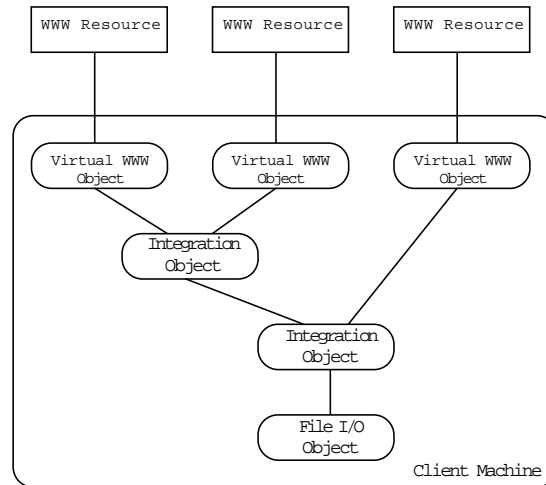 WWW Resource
WWW Resource
WWW Resource
Virtual WWW
Object
Virtual WWW
Object
Virtual WWW
Object
Integration
Object
Integration
Object
File I/O
Object
Client Machine